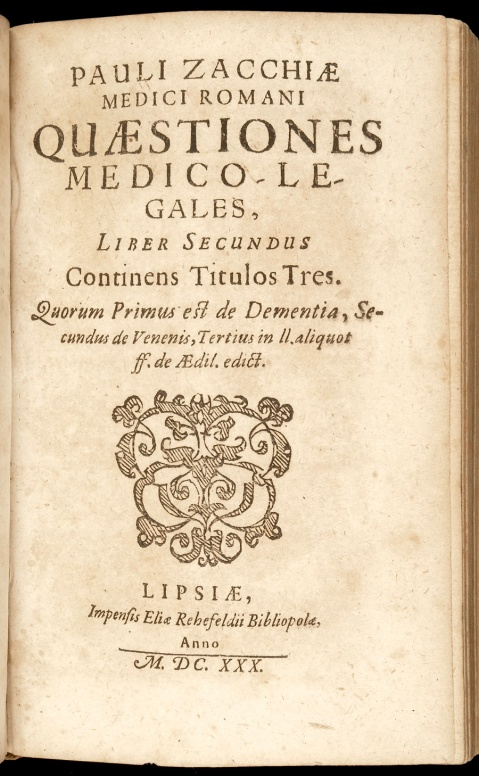 PAULI ZACCHIÆ
MEDICI ROMANI
QUÆSTIONES
MEDICO-LE-
GALES,
LIBER SECUNDUS
Continens Titulos Tres.
Quorum Primus est de Dementia, Se-
cundus de Venenis, Tertius in ll. aliquot
ff. de Ædil. edict.
LIPSIÆ,
Impensis Eliæ Rehefeldii Bibliopolæ,
Anno
M. DC. XXX.